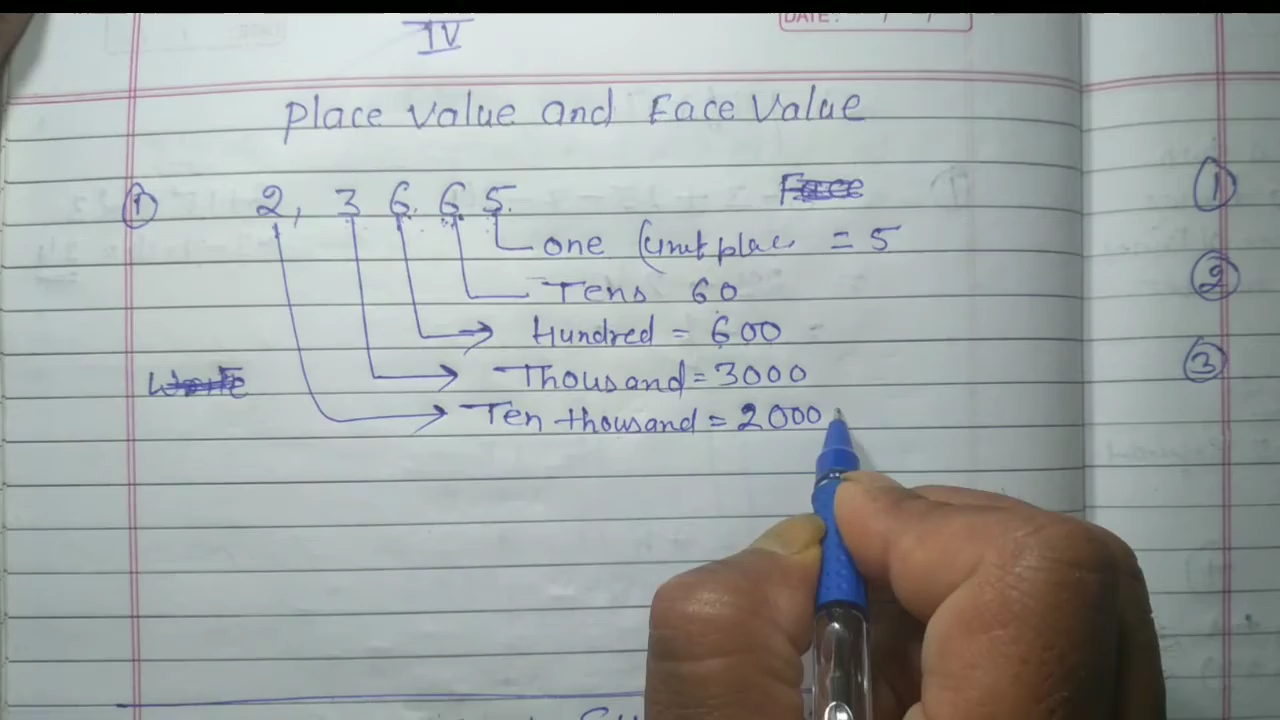 DATE: / /
IV
Place Value and Face Value
① 2, 3 6 6 5.
one (unit place = 5
Tens 60
Hundred = 600
Thousand = 3000
Ten thousand = 2000
①
②
③